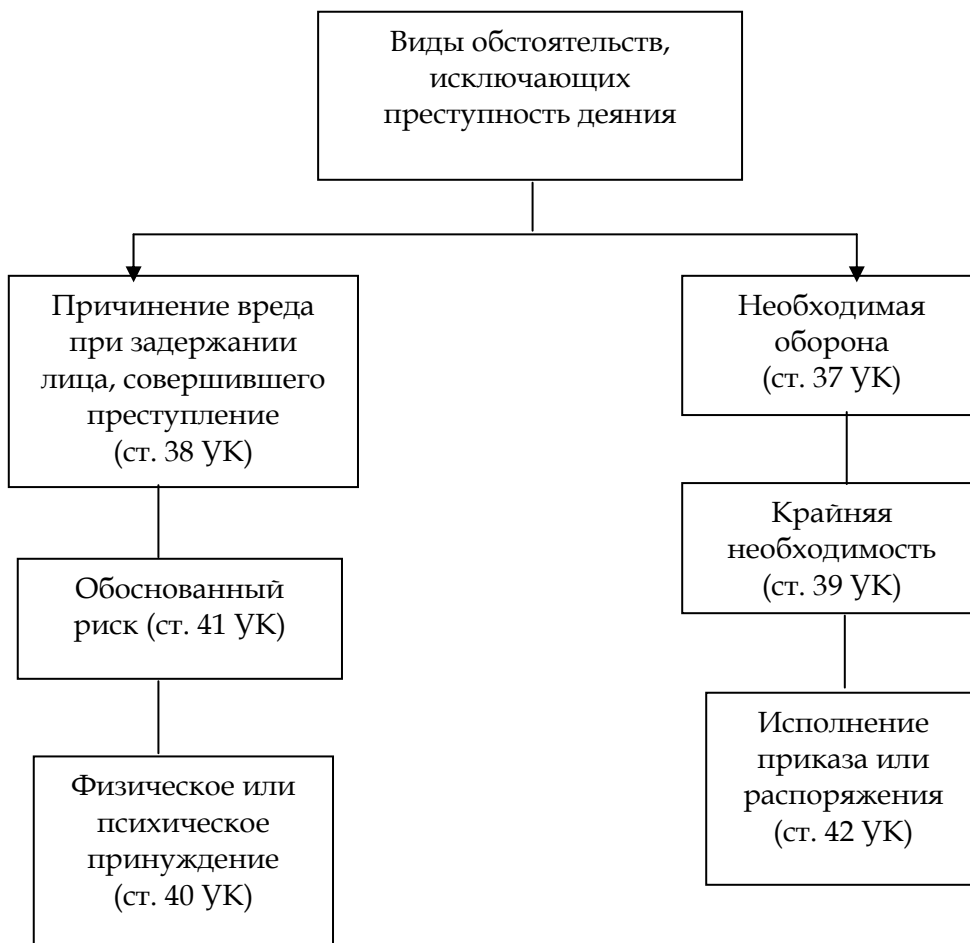 Виды обстоятельств,
исключающих
преступность деяния
Причинение вреда
при задержании
лица, совершившего
преступление
(ст. 38 УК)
Необходимая
оборона
(ст. 37 УК)
Крайняя
необходимость
(ст. 39 УК)
Обоснованный
риск (ст. 41 УК)
Исполнение
приказа или
распоряжения
(ст. 42 УК)
Физическое или
психическое
принуждение
(ст. 40 УК)